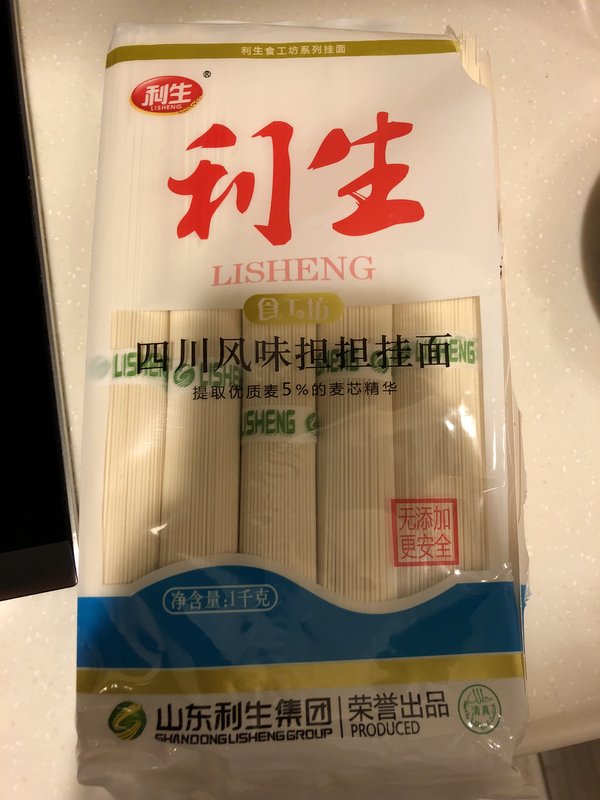 利生食工坊系列挂面
利生
LISHENG
®
利生
LISHENG
食工坊
四川风味担担挂面
提取优质麦5%的麦芯精华
LISHENG
LISHENG
无添加
更安全
净含量:1千克
山东利生集团
SHANDONGLISHENGGROUP
荣誉出品
PRODUCED
清真